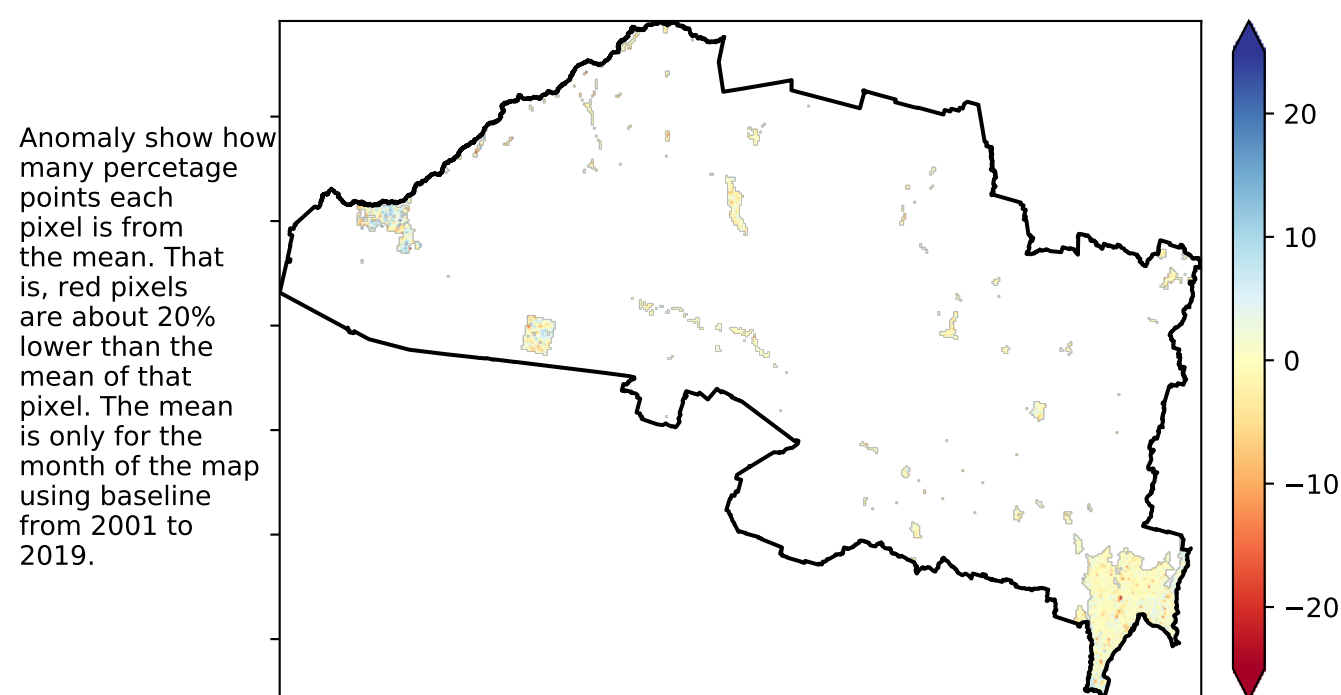 Anomaly show how
many percetage
points each
pixel is from
the mean. That
is, red pixels
are about 20%
lower than the
mean of that
pixel. The mean
is only for the
month of the map
using baseline
from 2001 to
2019.
20
10
0
−10
−20